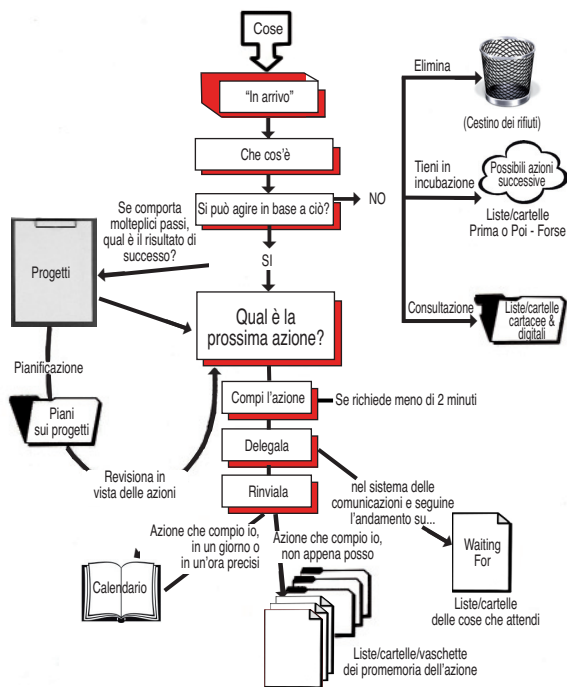 Cose
“In arrivo”
Che cos’è
Si può agire in base a ciò?
NO
Elimina
(Cestino dei rifiuti)
Tieni in
incubazione
Possibili azioni
successive
Liste/cartelle
Prima o Poi - Forse
Consultazione
Liste/cartelle
cartacee &
digitali
Se comporta
molteplici passi,
qual è il risultato di
successo?
Progetti
SI
Qual è la
prossima azione?
Pianificazione
Piani
sui progetti
Revisiona in
vista delle azioni
Compi l’azione
Se richiede meno di 2 minuti
Delegala
Rinviala
nel sistema delle
comunicazioni e seguine
l’andamento su...
Waiting
For
Liste/cartelle
delle cose che attendi
Azione che compio io,
in un giorno o
in un’ora precisi
Calendario
Azione che compio io,
non appena posso
Liste/cartelle/vaschette
dei promemoria dell’azione